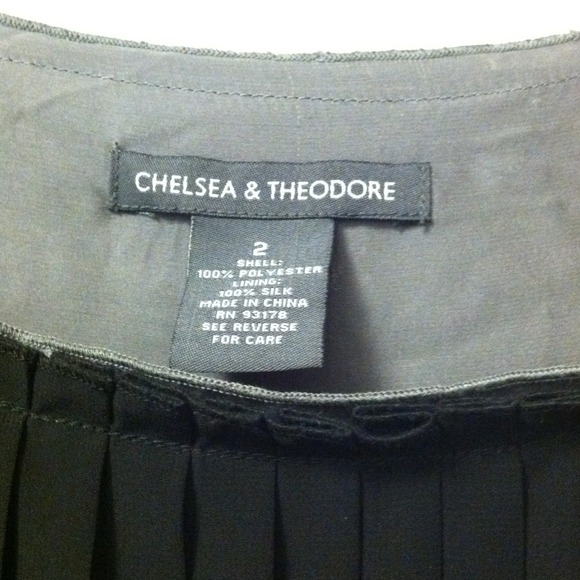 CHELSEA & THEODORE
2
SHELL:
100% POLYESTER
LINING:
100% SILK
MADE IN CHINA
RN 93178
SEE REVERSE
FOR CARE